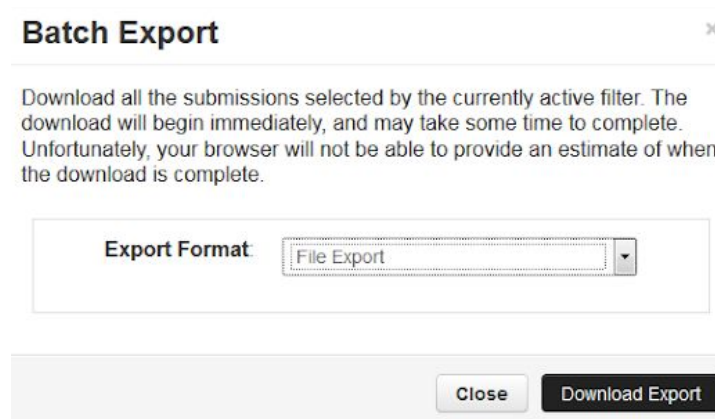 Batch Export
×
Download all the submissions selected by the currently active filter. The
download will begin immediately, and may take some time to complete.
Unfortunately, your browser will not be able to provide an estimate of when
the download is complete.
Export Format: File Export
Close Download Export